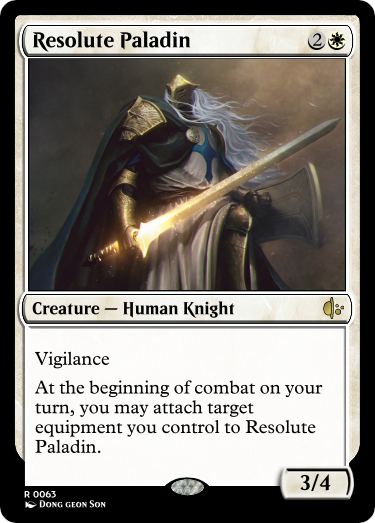 Resolute Paladin 2
Creature — Human Knight
Vigilance
At the beginning of combat on your
turn, you may attach target
equipment you control to Resolute
Paladin.
3/4
R 0063
Dong geon Son